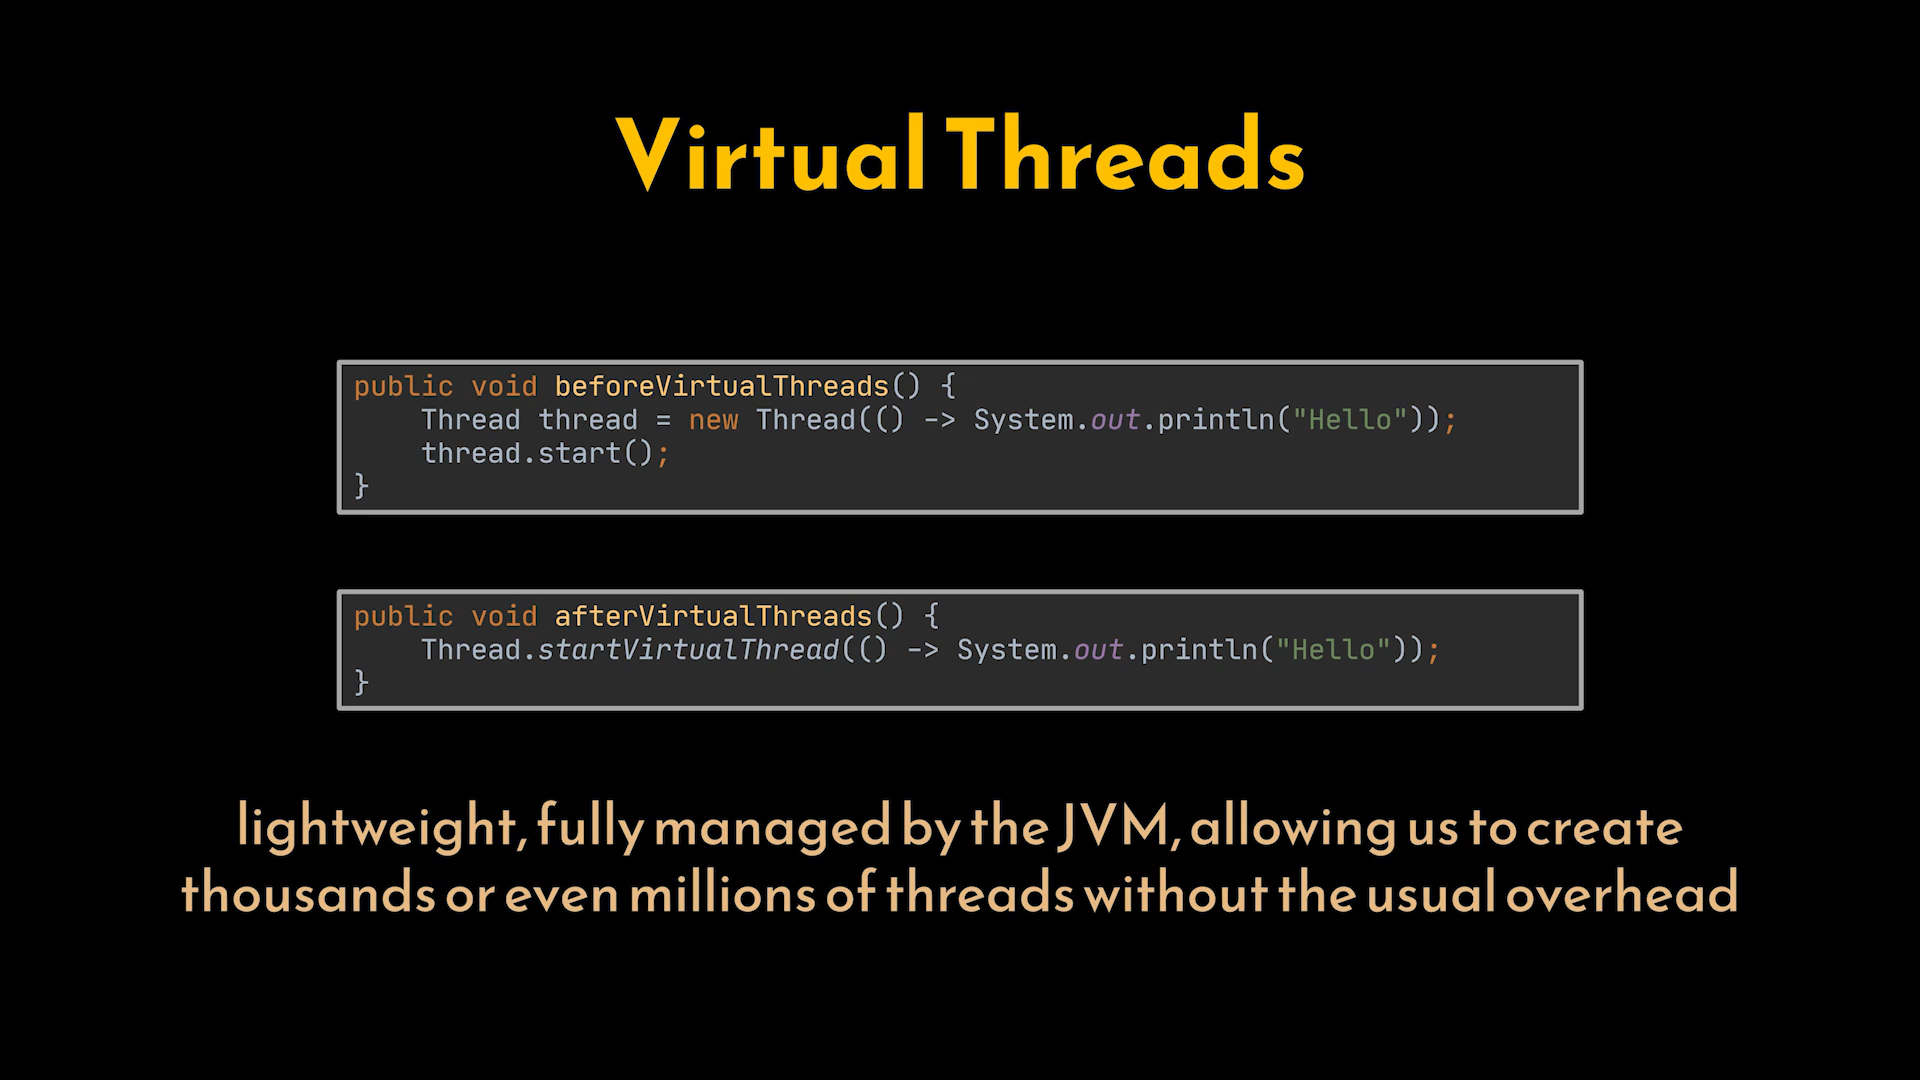 Virtual Threads
public void beforeVirtualThreads() {
    Thread thread = new Thread(() -> System.out.println("Hello"));
    thread.start();
}
public void afterVirtualThreads() {
    Thread.startVirtualThread(() -> System.out.println("Hello"));
}
lightweight, fully managed by the JVM, allowing us to create
thousands or even millions of threads without the usual overhead